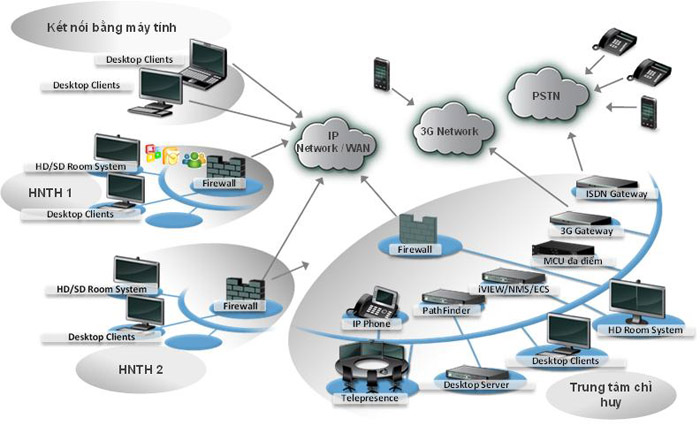 Kết nối bằng máy tính
Desktop Clients
Desktop Clients
HD/SD Room System
Firewall
HNTH 1
Desktop Clients
HD/SD Room System
Firewall
Desktop Clients
HNTH 2
IP
Network / WAN
3G Network
PSTN
ISDN Gateway
3G Gateway
Firewall
MCU đa điểm
iVIEW/NMS/ECS
PathFinder
IP Phone
HD Room System
Desktop Clients
Desktop Server
Telepresence
Trung tâm chỉ
huy